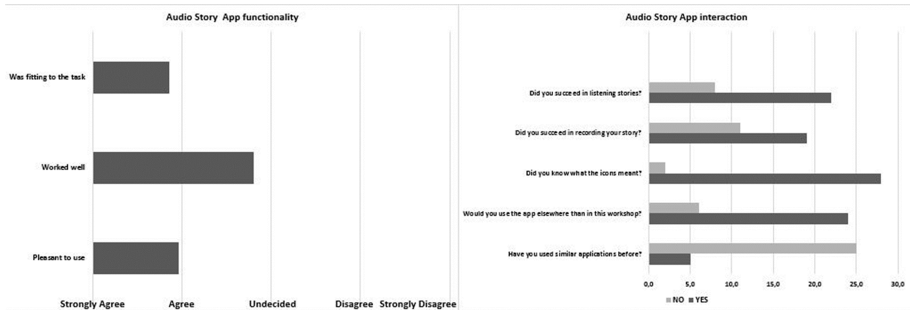 Audio Story App functionality
Was fitting to the task
Worked well
Pleasant to use
Strongly Agree Agree Undecided Disagree Strongly Disagree
Audio Story App interaction
Did you succeed in listening stories?
Did you succeed in recording your story?
Did you know what the icons meant?
Would you use the app elsewhere than in this workshop?
Have you used similar applications before?
0,0 5,0 10,0 15,0 20,0 25,0 30,0
NO YES